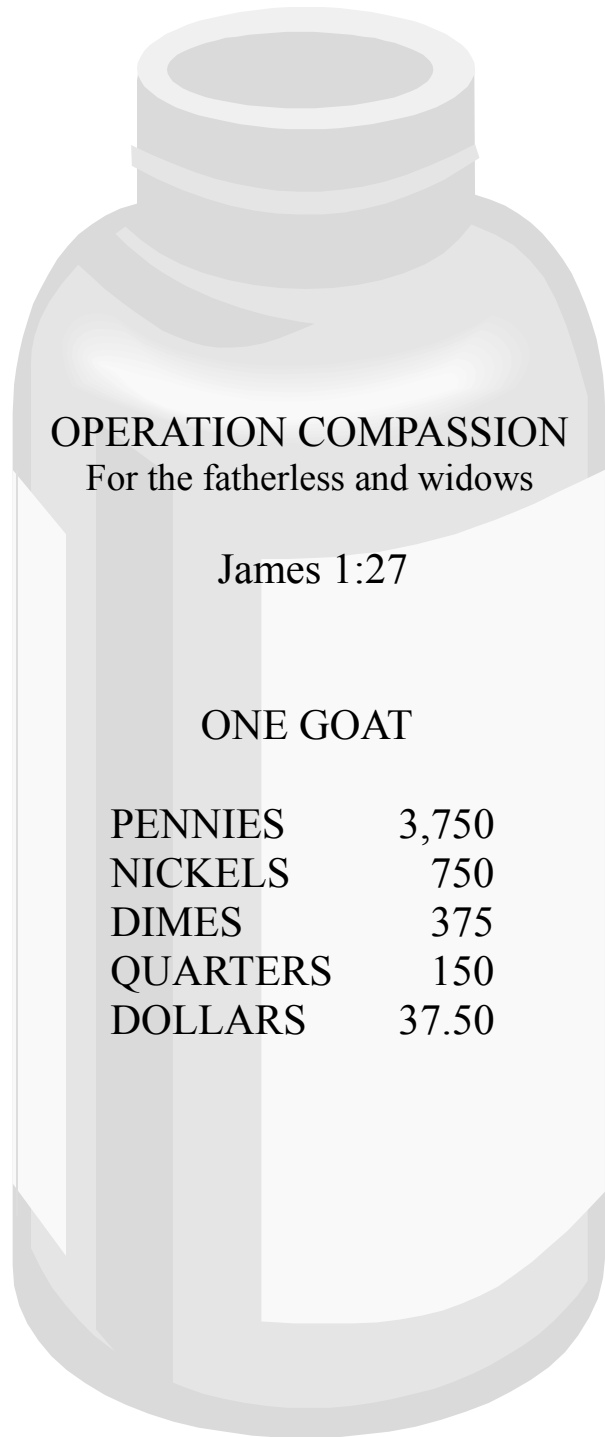 OPERATION COMPASSION
For the fatherless and widows
James 1:27
ONE GOAT
PENNIES 3,750
NICKELS 750
DIMES 375
QUARTERS 150
DOLLARS 37.50